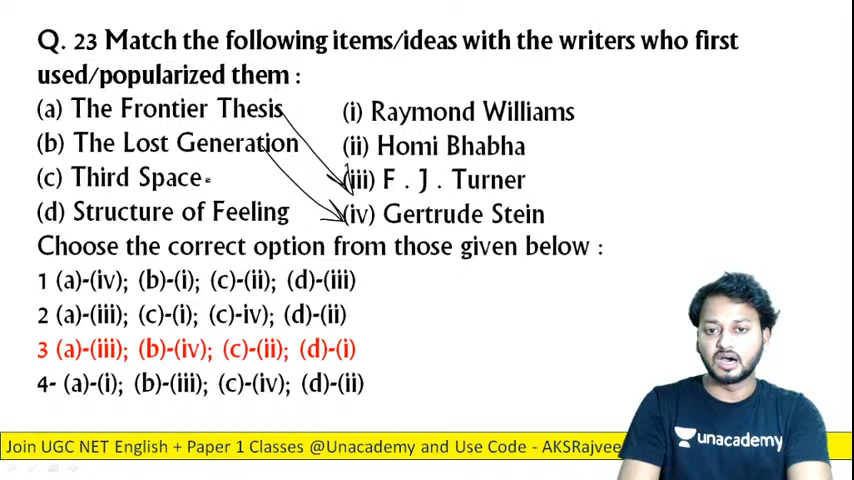 Q. 23 Match the following items/ideas with the writers who first
used/popularized them :
(a) The Frontier Thesis (i) Raymond Williams
(b) The Lost Generation (ii) Homi Bhabha
(c) Third Space (iii) F . J . Turner
(d) Structure of Feeling (iv) Gertrude Stein
Choose the correct option from those given below :
1 (a)-(iv); (b)-(i); (c)-(ii); (d)-(iii)
2 (a)-(iii); (c)-(i); (c)-iv); (d)-(ii)
3 (a)-(iii); (b)-(iv); (c)-(ii); (d)-(i)
4- (a)-(i); (b)-(iii); (c)-(iv); (d)-(ii)
unacademy
Join UGC NET English + Paper 1 Classes @Unacademy and Use Code - AKSRajvee